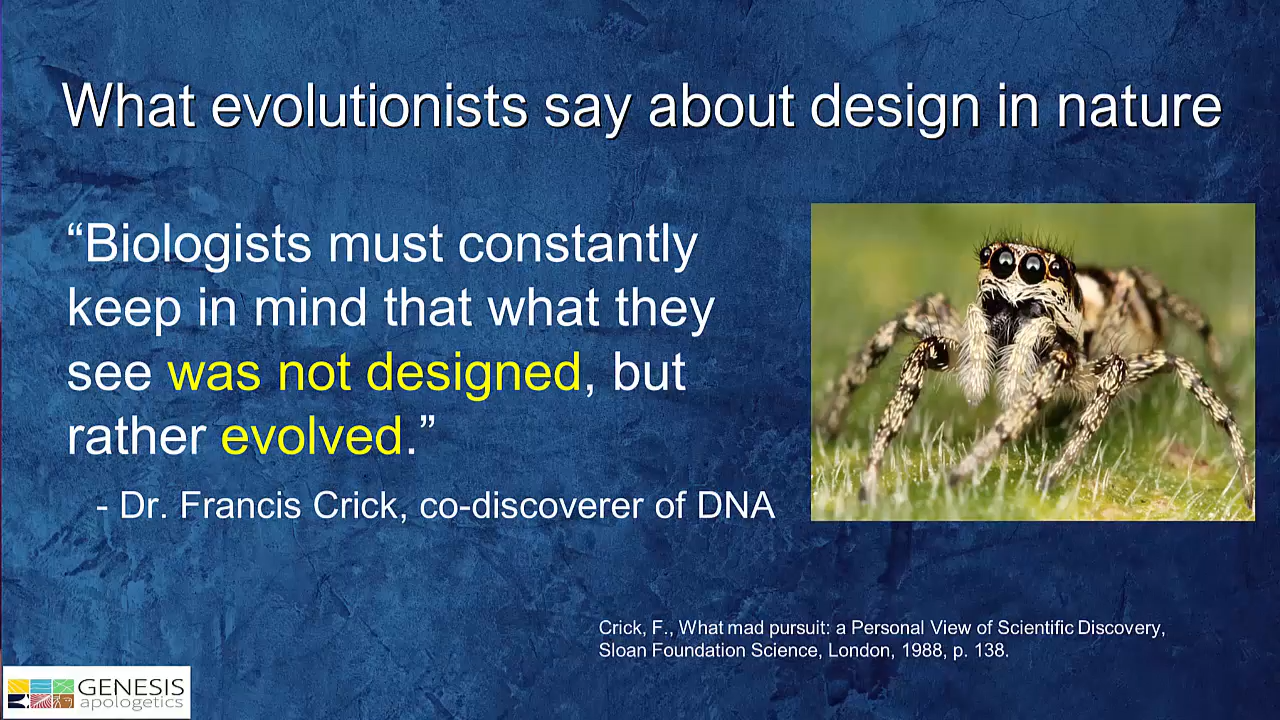 What evolutionists say about design in nature
“Biologists must constantly
keep in mind that what they
see was not designed, but
rather evolved.”
- Dr. Francis Crick, co-discoverer of DNA
Crick, F., What mad pursuit: a Personal View of Scientific Discovery,
Sloan Foundation Science, London, 1988, p. 138.
GENESIS
apologetics